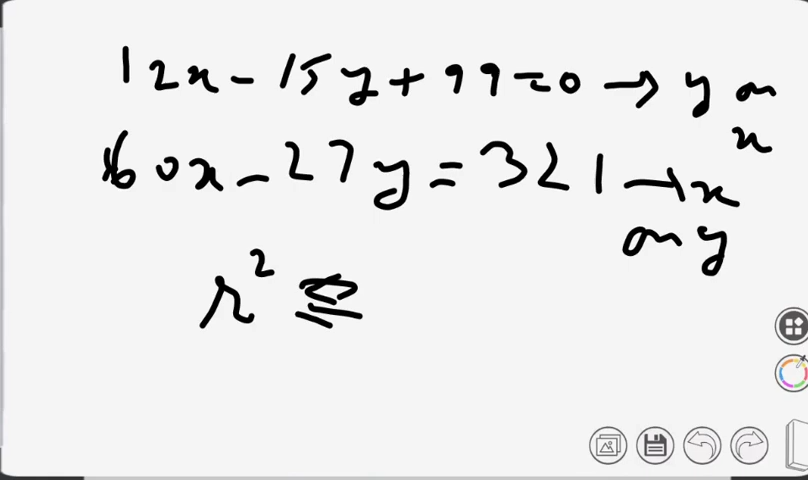 12x - 15y + 99 = 0 → y on x
60x - 27y = 321 → x on y
r² =